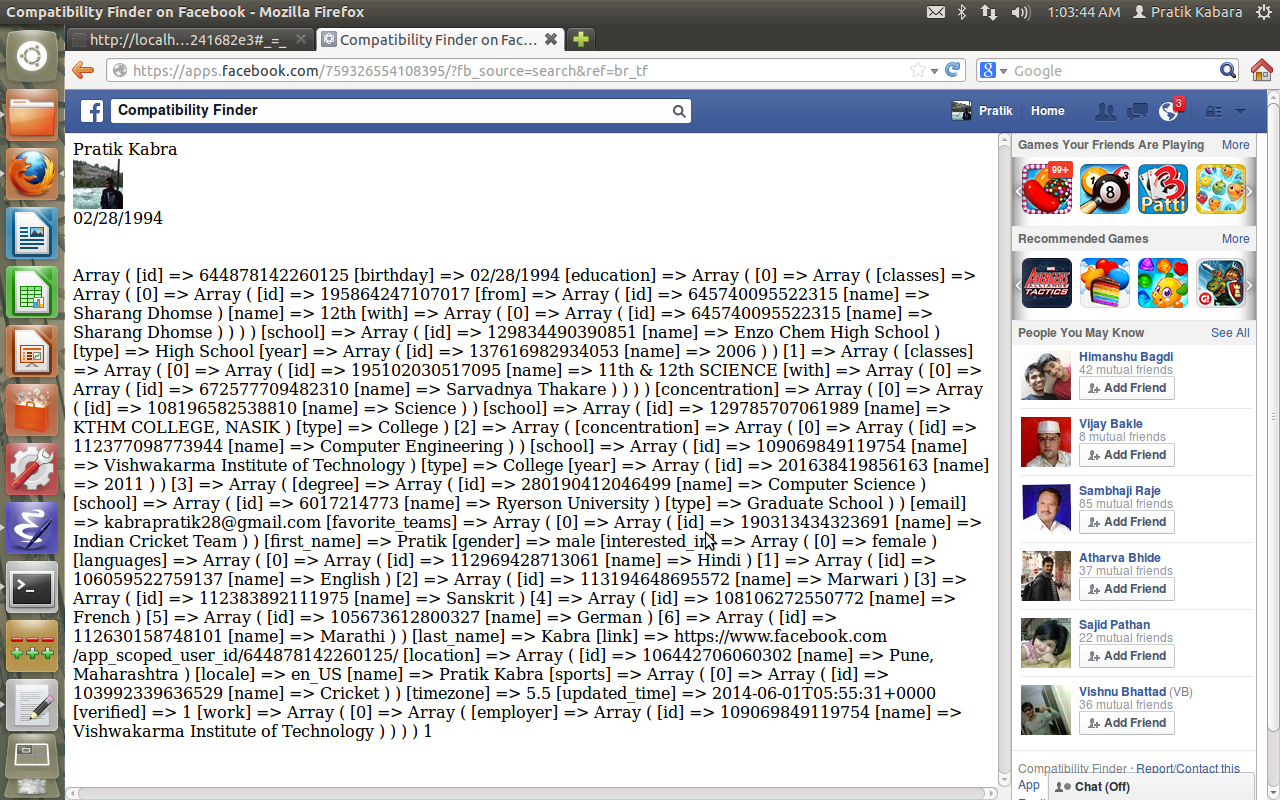 Compatibility Finder on Facebook - Mozilla Firefox
1:03:44 AM
Pratik Kabara
http://localh...241682e3#_=_
Compatibility Finder on Fac...
https://apps.facebook.com/759326554108395/?fb_source=search&ref=br_tf
Google
Compatibility Finder
Pratik
Home
3
Pratik Kabra
02/28/1994
Array ( [id] => 644878142260125 [birthday] => 02/28/1994 [education] => Array ( [0] => Array ( [classes] =>
Array ( [0] => Array ( [id] => 195864247107017 [from] => Array ( [id] => 645740095522315 [name] =>
Sharang Dhomse ) [name] => 12th [with] => Array ( [0] => Array ( [id] => 645740095522315 [name] =>
Sharang Dhomse ) ) ) ) [school] => Array ( [id] => 129834490390851 [name] => Enzo Chem High School )
[type] => High School [year] => Array ( [id] => 137616982934053 [name] => 2006 ) ) [1] => Array ( [classes]
=> Array ( [0] => Array ( [id] => 195102030517095 [name] => 11th & 12th SCIENCE [with] => Array ( [0] =>
Array ( [id] => 672577709482310 [name] => Sarvadnya Thakare ) ) ) ) [concentration] => Array ( [0] => Array
( [id] => 108196582538810 [name] => Science ) ) [school] => Array ( [id] => 129785707061989 [name] =>
KTHM COLLEGE, NASIK ) [type] => College ) [2] => Array ( [concentration] => Array ( [0] => Array ( [id] =>
112377098773944 [name] => Computer Engineering ) ) [school] => Array ( [id] => 109069849119754 [name]
=> Vishwakarma Institute of Technology ) [type] => College [year] => Array ( [id] => 201638419856163 [name]
=> 2011 ) ) [3] => Array ( [degree] => Array ( [id] => 280190412046499 [name] => Computer Science )
[school] => Array ( [id] => 6017214773 [name] => Ryerson University ) [type] => Graduate School ) ) [email]
=> kabrapratik28@gmail.com [favorite_teams] => Array ( [0] => Array ( [id] => 190313434323691 [name] =>
Indian Cricket Team ) ) [first_name] => Pratik [gender] => male [interested_in] => Array ( [0] => female )
[languages] => Array ( [0] => Array ( [id] => 112969428713061 [name] => Hindi ) [1] => Array ( [id] =>
106059522759137 [name] => English ) [2] => Array ( [id] => 113194648695572 [name] => Marwari ) [3] =>
Array ( [id] => 112383892111975 [name] => Sanskrit ) [4] => Array ( [id] => 108106272550772 [name] =>
French ) [5] => Array ( [id] => 105673612800327 [name] => German ) [6] => Array ( [id] =>
112630158748101 [name] => Marathi ) ) [last_name] => Kabra [link] => https://www.facebook.com
/app_scoped_user_id/644878142260125/ [location] => Array ( [id] => 106442706060302 [name] => Pune,
Maharashtra ) [locale] => en_US [name] => Pratik Kabra [sports] => Array ( [0] => Array ( [id] =>
103992339636529 [name] => Cricket ) ) [timezone] => 5.5 [updated_time] => 2014-06-01T05:55:31+0000
[verified] => 1 [work] => Array ( [0] => Array ( [employer] => Array ( [id] => 109069849119754 [name] =>
Vishwakarma Institute of Technology ) ) ) ) 1
Games Your Friends Are Playing
More
99+
8
3
Patti
Recommended Games
More
AVENGERS
TACTICS
People You May Know
See All
Himanshu Bagdi
42 mutual friends
Add Friend
Vijay Bakle
8 mutual friends
Add Friend
Sambhaji Raje
85 mutual friends
Add Friend
Atharva Bhide
37 mutual friends
Add Friend
Sajid Pathan
22 mutual friends
Add Friend
Vishnu Bhattad (VB)
36 mutual friends
Add Friend
Compatibility Finder · Report/Contact this
App
Chat (Off)